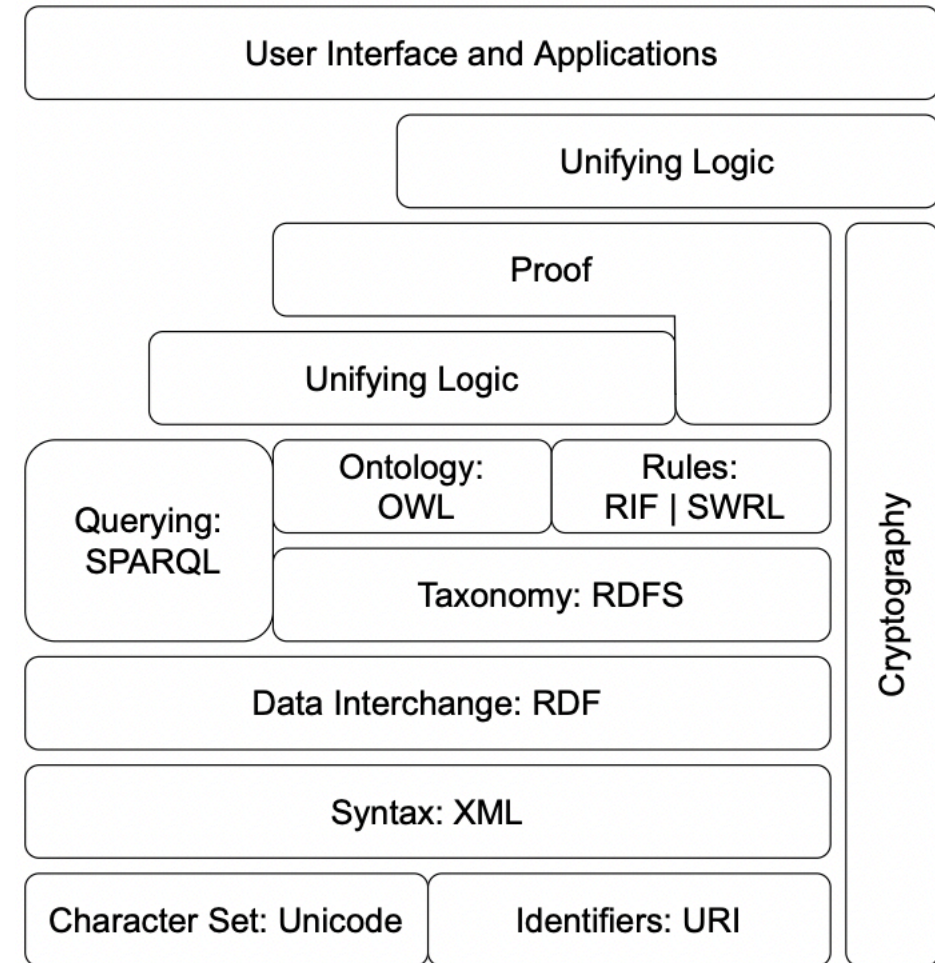 User Interface and Applications
Unifying Logic
Proof
Unifying Logic
Querying:
SPARQL
Ontology:
OWL
Rules:
RIF | SWRL
Taxonomy: RDFS
Data Interchange: RDF
Syntax: XML
Character Set: Unicode
Identifiers: URI
Cryptography